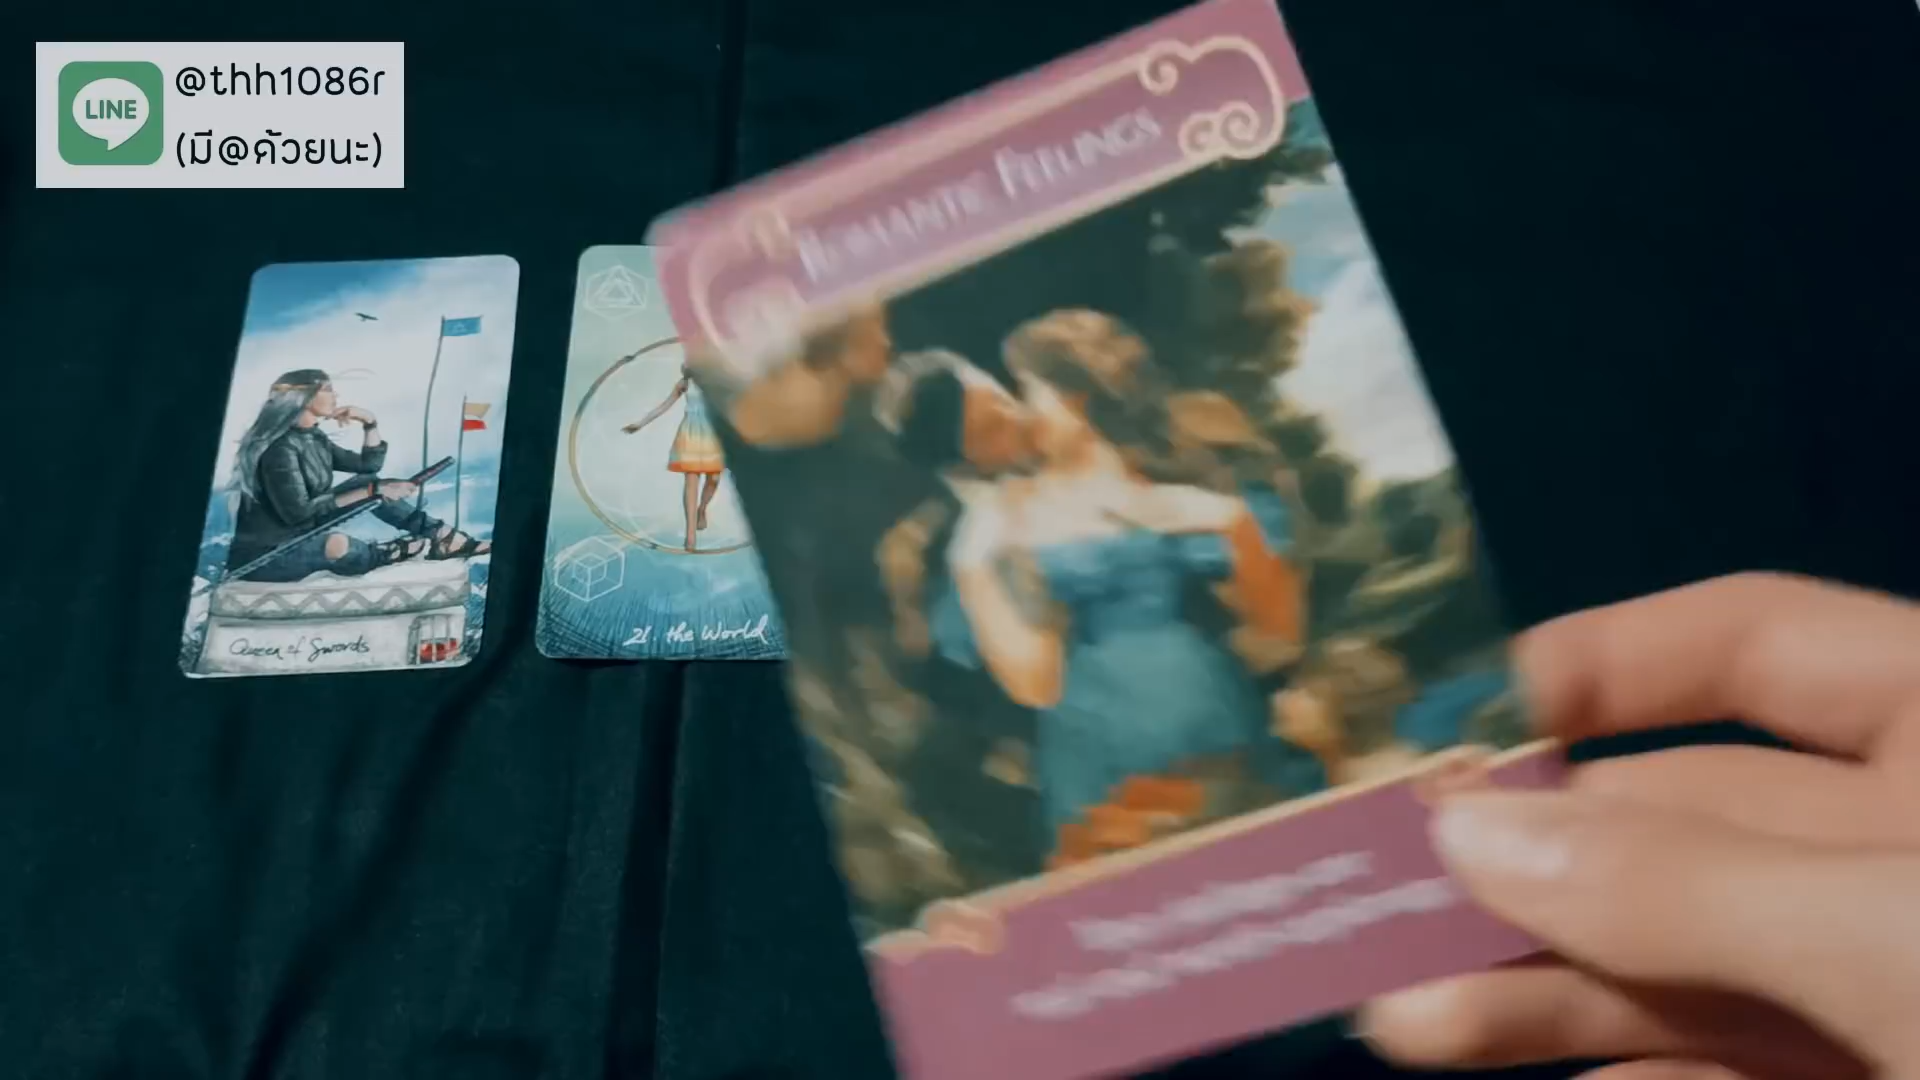 @thh1086r
LINE
(มี@ด้วยนะ)
ROMANTIC FEELINGS
Queen of Swords
21. the World